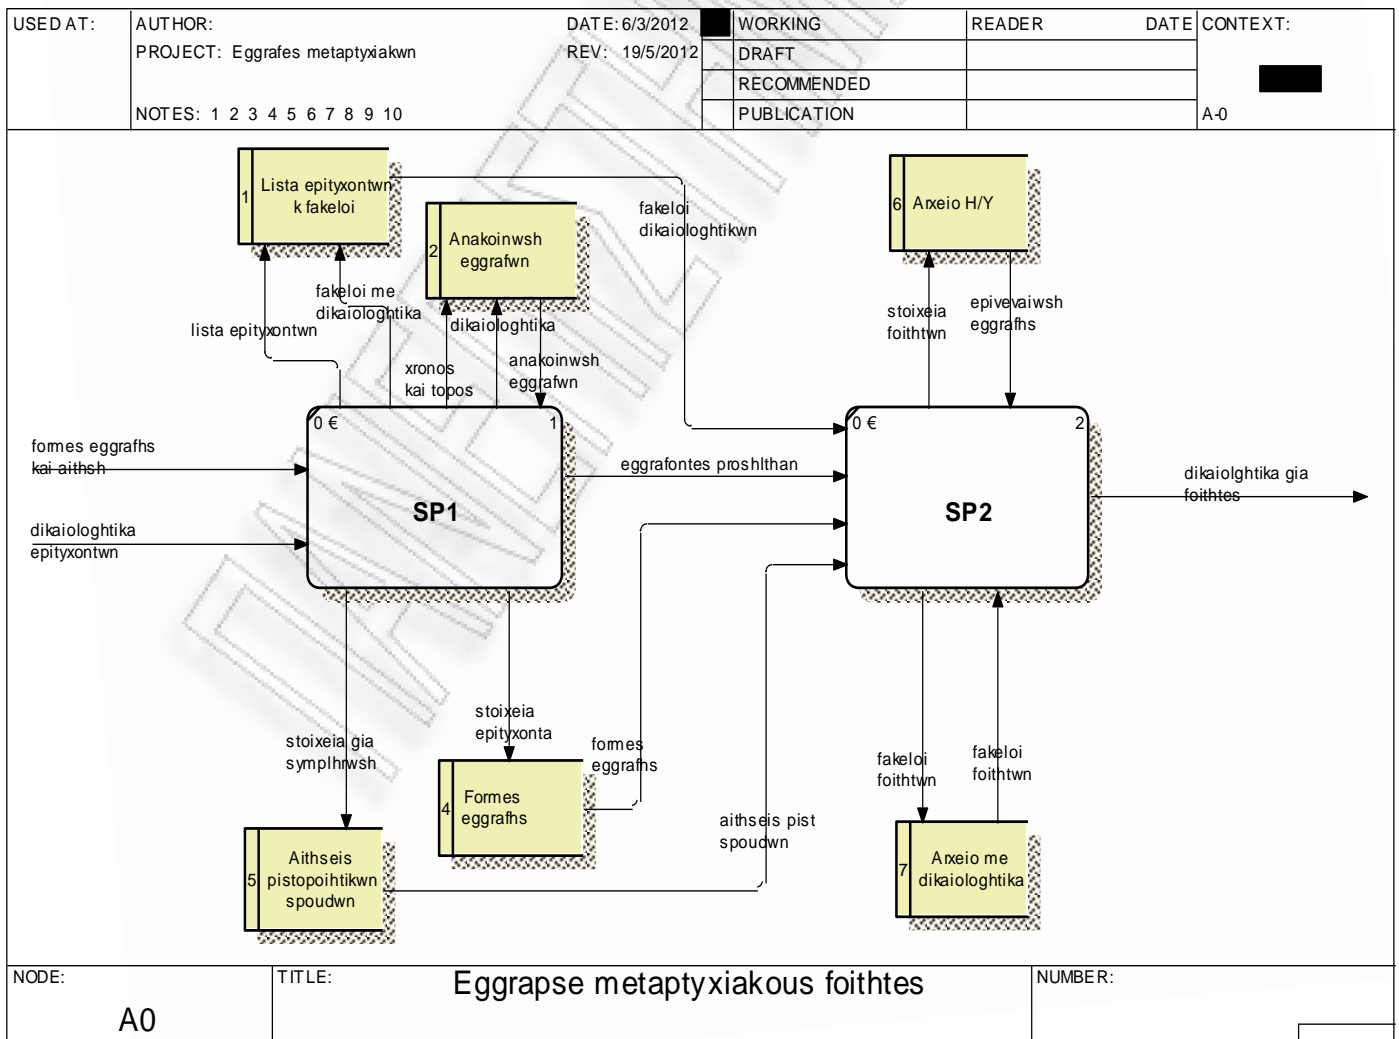 USED AT:
AUTHOR:
DATE: 6/3/2012
WORKING
READER
DATE
CONTEXT:
PROJECT: Eggrafes metaptyxiakwn
REV: 19/5/2012
DRAFT
RECOMMENDED
NOTES: 1 2 3 4 5 6 7 8 9 10
PUBLICATION
A-0
1
Lista epityxontwn
k fakeloi
2
Anakoinwsh
eggrafwn
fakeloi
dikaiologhtikwn
6
Arxeio H/Y
fakeloi me
dikaiologhtika
lista epityxontwn
dikaiologhtika
xronos
kai topos
anakoinwsh
eggrafwn
stoixeia
foithtwn
epivevaiwsh
eggrafhs
0 €
1
SP1
0 €
2
SP2
formes eggrafhs
kai aithsh
dikaiologhtika
epityxontwn
eggrafontes proshlthan
dikaiolghtika gia
foithtes
stoixeia gia
symplhrwsh
stoixeia
epityxonta
formes
eggrafhs
4
Formes
eggrafhs
aithseis pist
spoudwn
fakeloi
foithtwn
fakeloi
foithtwn
5
Aithseis
pistopoihtikwn
spoudwn
7
Arxeio me
dikaiologhtika
NODE:
A0
TITLE:
Eggrapse metaptyxiakous foithtes
NUMBER: